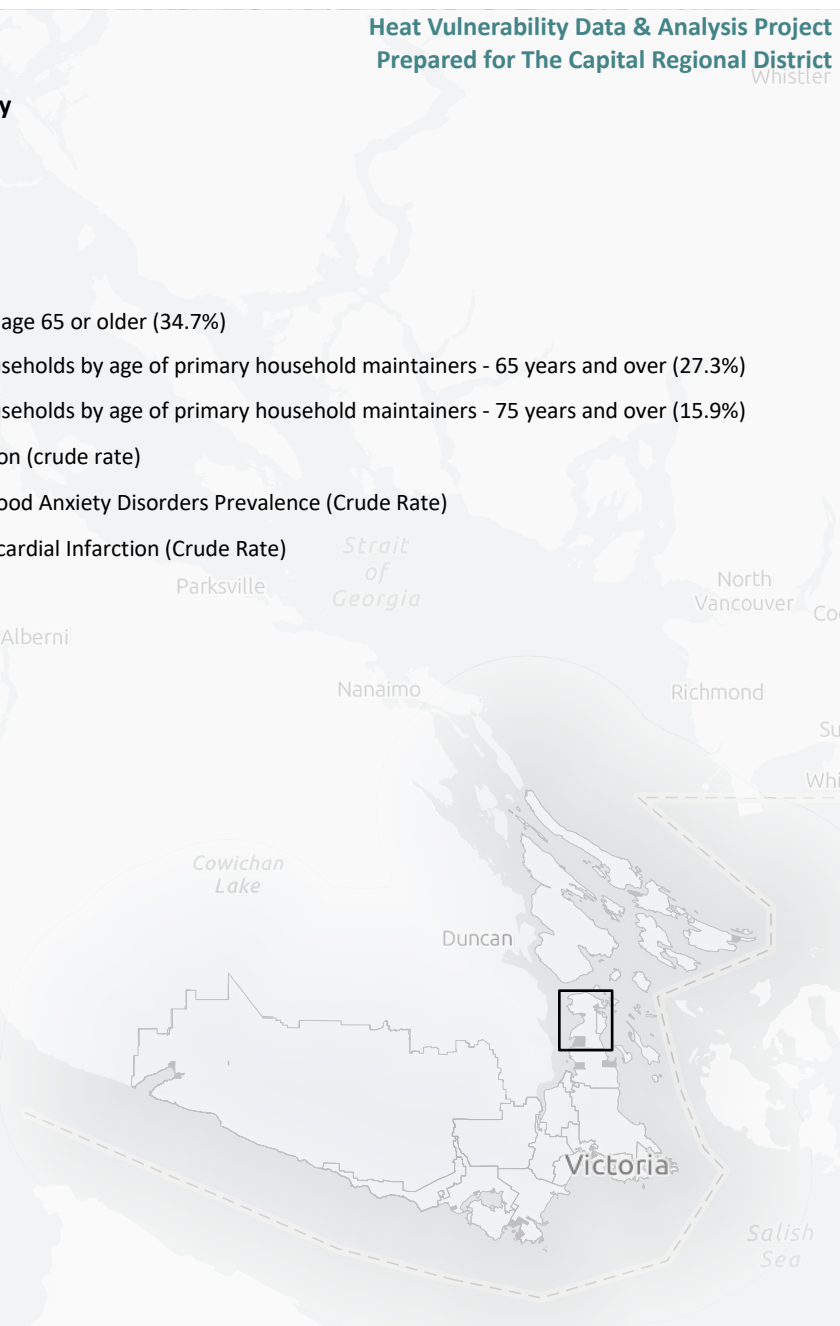 Heat Vulnerability Data & Analysis Project
Prepared for The Capital Regional District
Whistler
y
age 65 or older (34.7%)
seholds by age of primary household maintainers - 65 years and over (27.3%)
seholds by age of primary household maintainers - 75 years and over (15.9%)
on (crude rate)
ood Anxiety Disorders Prevalence (Crude Rate)
cardial Infarction (Crude Rate)
Strait
of
Georgia
Parksville
North
Vancouver
Co
Alberni
Nanaimo
Richmond
Su
Whi
Cowichan
Lake
Duncan
Victoria
Salish
Sea